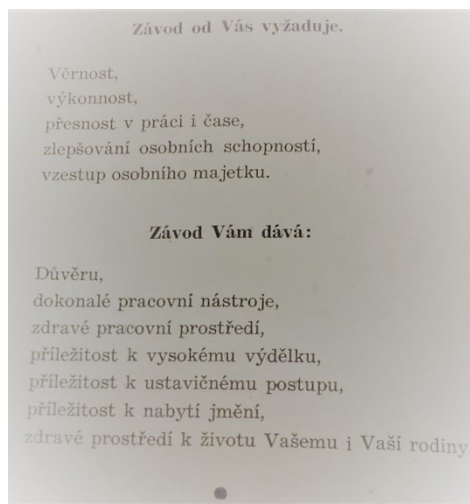 Závod od Vás vyžaduje.
Věrnost,
výkonnost,
přesnost v práci i čase,
zlepšování osobních schopností,
vzestup osobního majetku.
Závod Vám dává:
Důvěru,
dokonalé pracovní nástroje,
zdravé pracovní prostředí,
příležitost k vysokému výdělku,
příležitost k ustavičnému postupu,
příležitost k nabytí jmění,
zdravé prostředí k životu Vašemu i Vaší rodiny